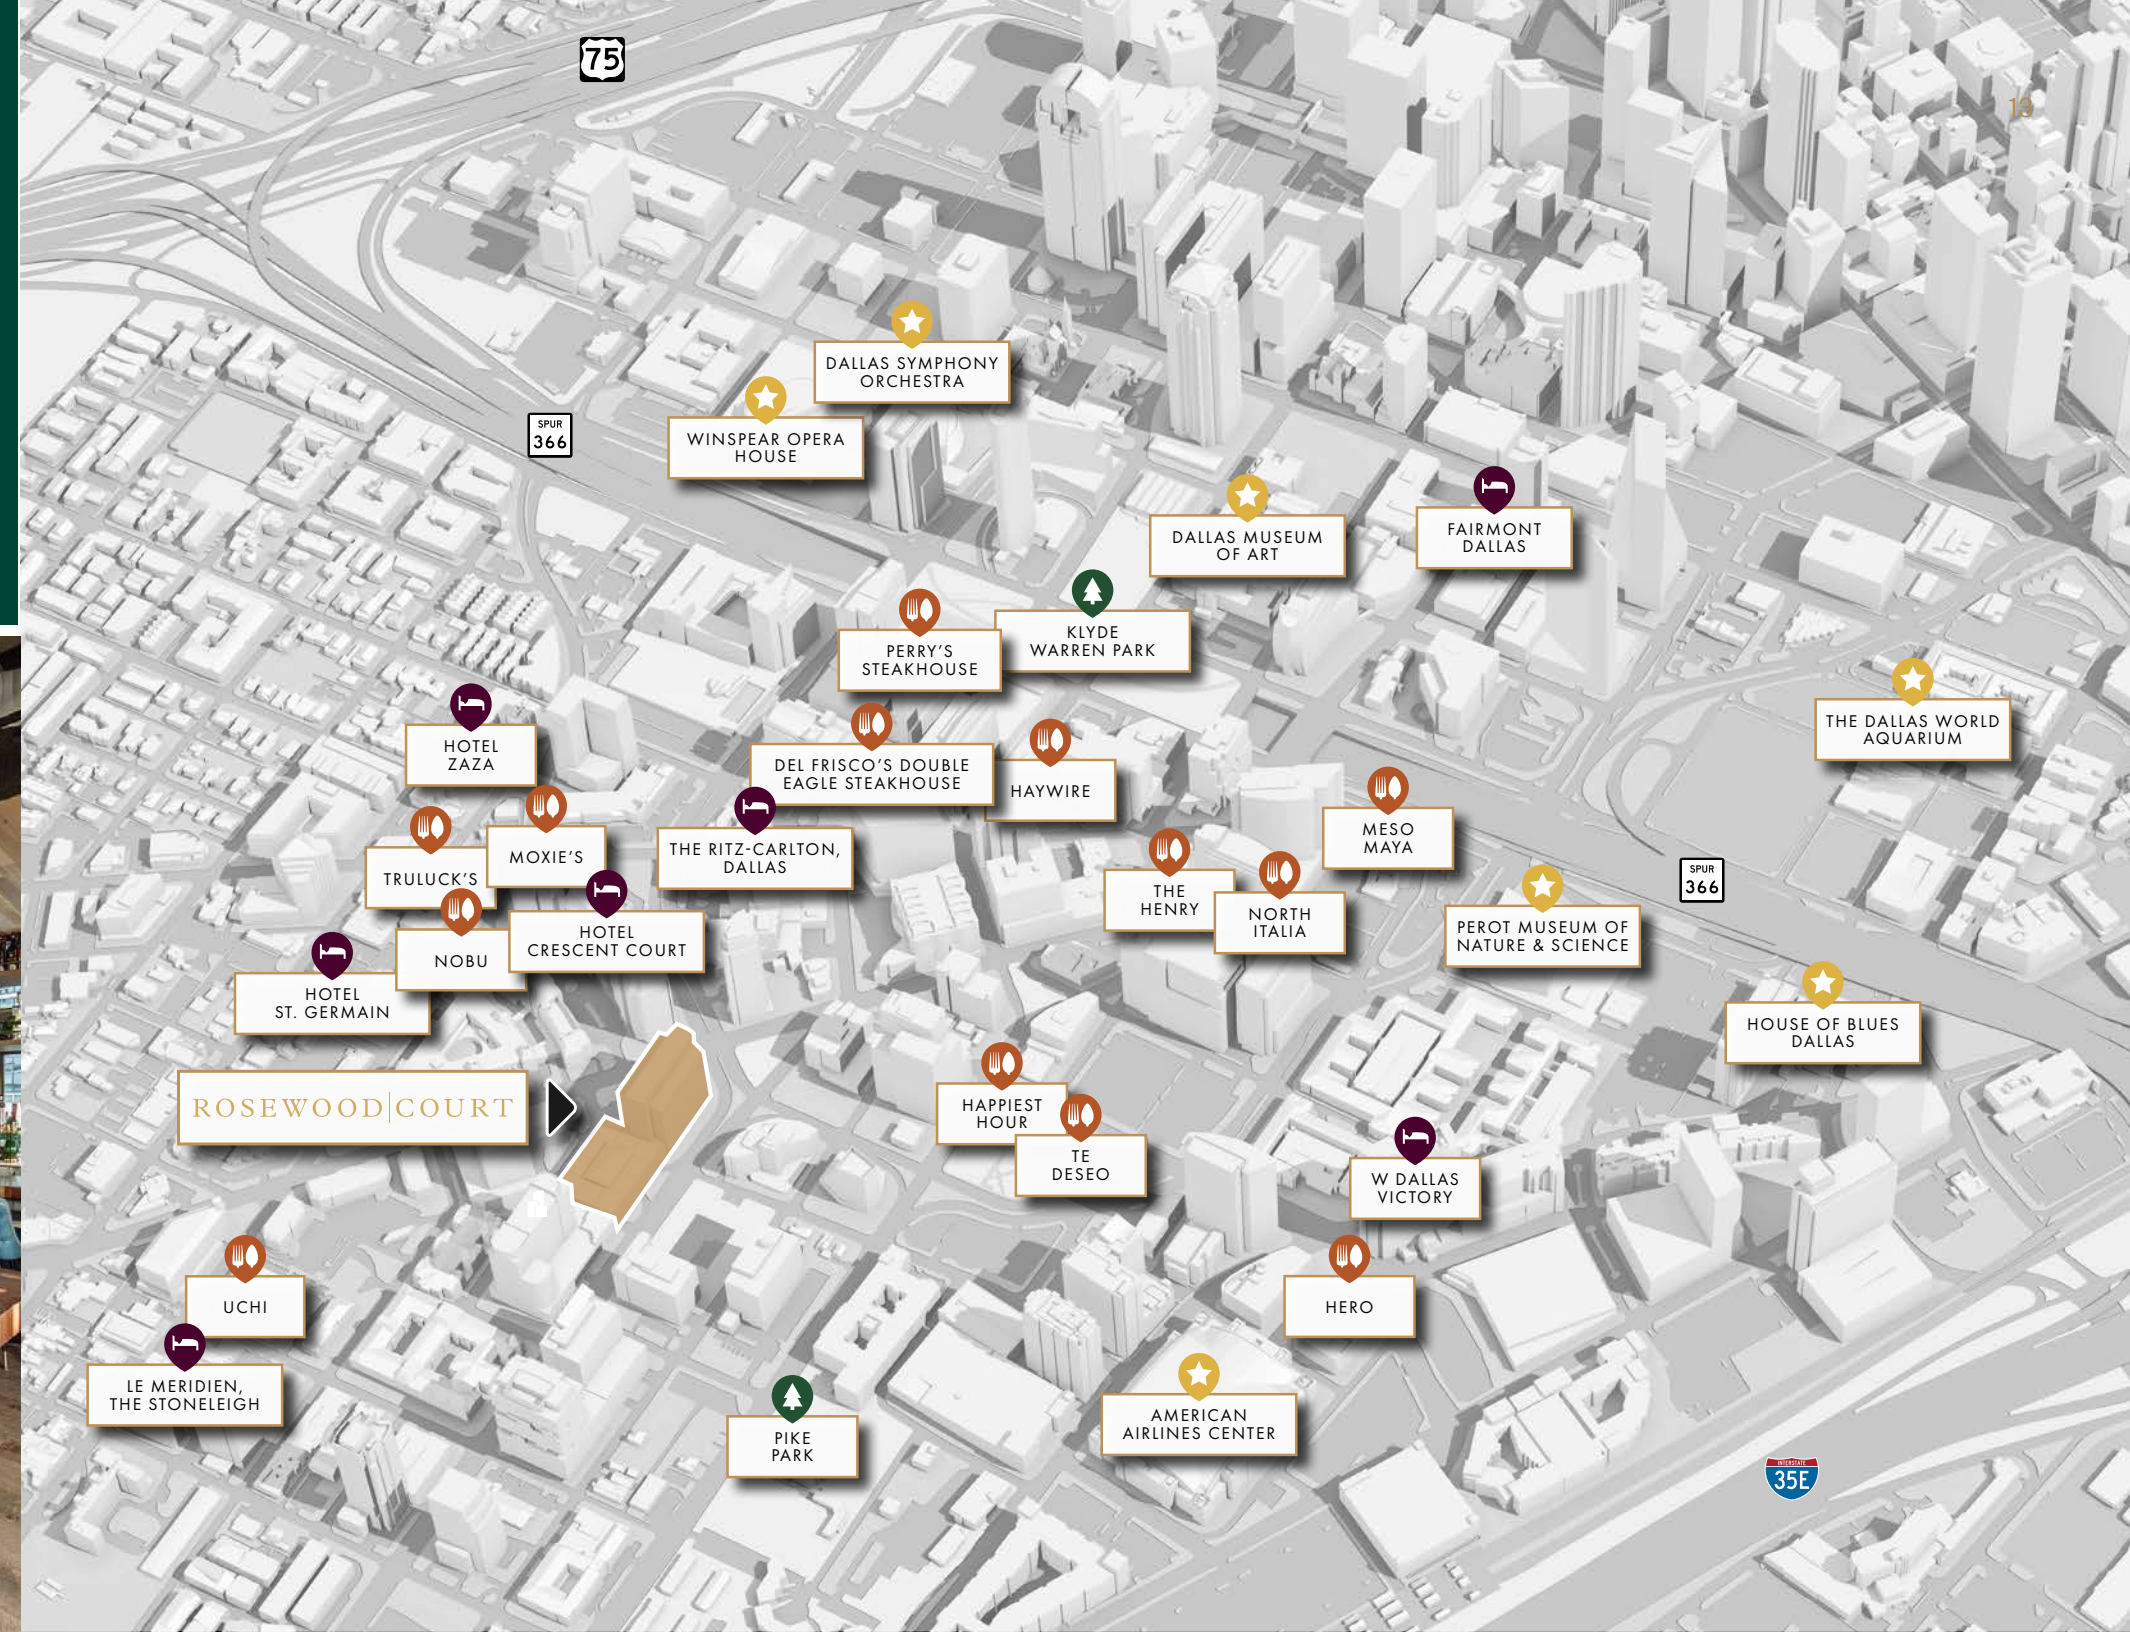 75
13
DALLAS SYMPHONY
ORCHESTRA
SPUR
366
WINSPEAR OPERA
HOUSE
DALLAS MUSEUM
OF ART
FAIRMONT
DALLAS
KLYDE
WARREN PARK
PERRY'S
STEAKHOUSE
THE DALLAS WORLD
AQUARIUM
HOTEL
ZAZA
DEL FRISCO'S DOUBLE
EAGLE STEAKHOUSE
HAYWIRE
MESO
MAYA
MOXIE'S
THE RITZ-CARLTON,
DALLAS
TRULUCK'S
THE
HENRY
NORTH
ITALIA
SPUR
366
PEROT MUSEUM OF
NATURE & SCIENCE
HOTEL
CRESCENT COURT
NOBU
HOTEL
ST. GERMAIN
HOUSE OF BLUES
DALLAS
ROSEWOOD|COURT
HAPPIEST
HOUR
TE
DESEO
W DALLAS
VICTORY
UCHI
HERO
LE MERIDIEN,
THE STONELEIGH
PIKE
PARK
AMERICAN
AIRLINES CENTER
INTERSTATE
35E